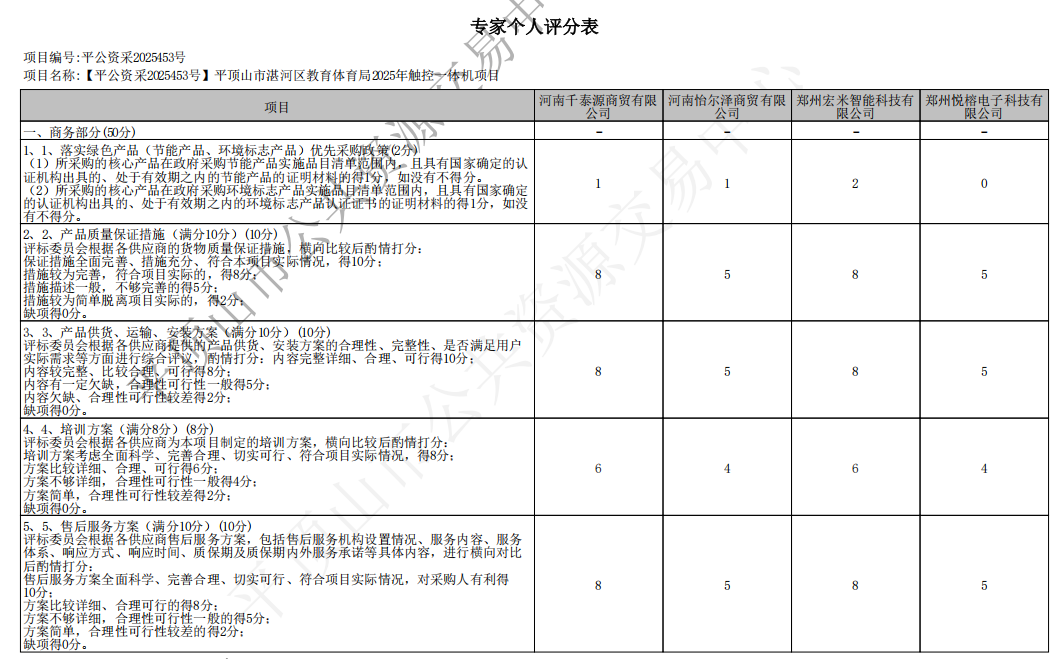 专家个人评分表
项目编号:平公资采2025453号
项目名称:【平公资采2025453号】平顶山市湛河区教育体育局2025年触控一体机项目
项目 河南千泰源商贸有限公司 河南怡尔泽商贸有限公司 郑州宏米智能科技有限公司 郑州悦榕电子科技有限公司
一、商务部分(50分) - - - -
1、1、落实绿色产品（节能产品、环境标志产品）优先采购政策(2分)
（1）所采购的核心产品在政府采购节能产品实施品目清单范围内，且具有国家确定的认
证机构出具的、处于有效期之内的节能产品的证明材料的得1分，如没有不得分。
（2）所采购的核心产品在政府采购环境标志产品实施品目清单范围内，且具有国家确定
的认证机构出具的、处于有效期之内的环境标志产品认证证书的证明材料的得1分，如没
有不得分。
1 1 2 0
2、2、产品质量保证措施（满分10分）(10分)
评标委员会根据各供应商的货物质量保证措施，横向比较后酌情打分：
保证措施全面完善、措施充分、符合本项目实际情况，得10分；
措施较为完善，符合项目实际的，得8分；
措施描述一般，不够完善的得5分；
措施较为简单脱离项目实际的，得2分；
缺项得0分。
8 5 8 5
3、3、产品供货、运输、安装方案（满分10分）(10分)
评标委员会根据各供应商提供的产品供货、安装方案的合理性、完整性、是否满足用户
实际需求等方面进行综合评议，酌情打分：内容完整详细、合理、可行得10分；
内容较完整、比较合理、可行得8分；
内容有一定欠缺，合理性可行性一般得5分；
内容欠缺、合理性可行性较差得2分；
缺项得0分。
8 5 8 5
4、4、培训方案（满分8分）(8分)
评标委员会根据各供应商为本项目制定的培训方案，横向比较后酌情打分：
培训方案考虑全面科学、完善合理、切实可行、符合项目实际情况，得8分；
方案比较详细、合理、可行得6分；
方案不够详细，合理性可行性一般得4分；
方案简单，合理性可行性较差得2分；
缺项得0分。
6 4 6 4
5、5、售后服务方案（满分10分）(10分)
评标委员会根据各供应商售后服务方案，包括售后服务机构设置情况、服务内容、服务
体系、响应方式、响应时间、质保期及质保期内外服务承诺等具体内容，进行横向对比
后酌情打分：
售后服务方案全面科学、完善合理、切实可行、符合项目实际情况，对采购人有利得
10分；
方案比较详细、合理可行的得8分；
方案不够详细，合理性可行性一般的得5分；
方案简单，合理性可行性较差的得2分；
缺项得0分。
8 5 8 5
平顶山市公共资源交易中
平顶山市公共资源交易中心